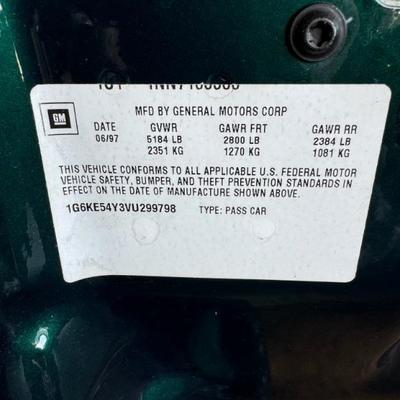 GM
MFD BY GENERAL MOTORS CORP
DATE GVWR GAWR FRT GAWR RR
06/97 5184 LB 2800 LB 2384 LB
2351 KG 1270 KG 1081 KG
THIS VEHICLE CONFORMS TO ALL APPLICABLE U.S. FEDERAL MOTOR
VEHICLE SAFETY, BUMPER, AND THEFT PREVENTION STANDARDS IN
EFFECT ON THE DATE OF MANUFACTURE SHOWN ABOVE.
1G6KE54Y3VU299798 TYPE: PASS CAR